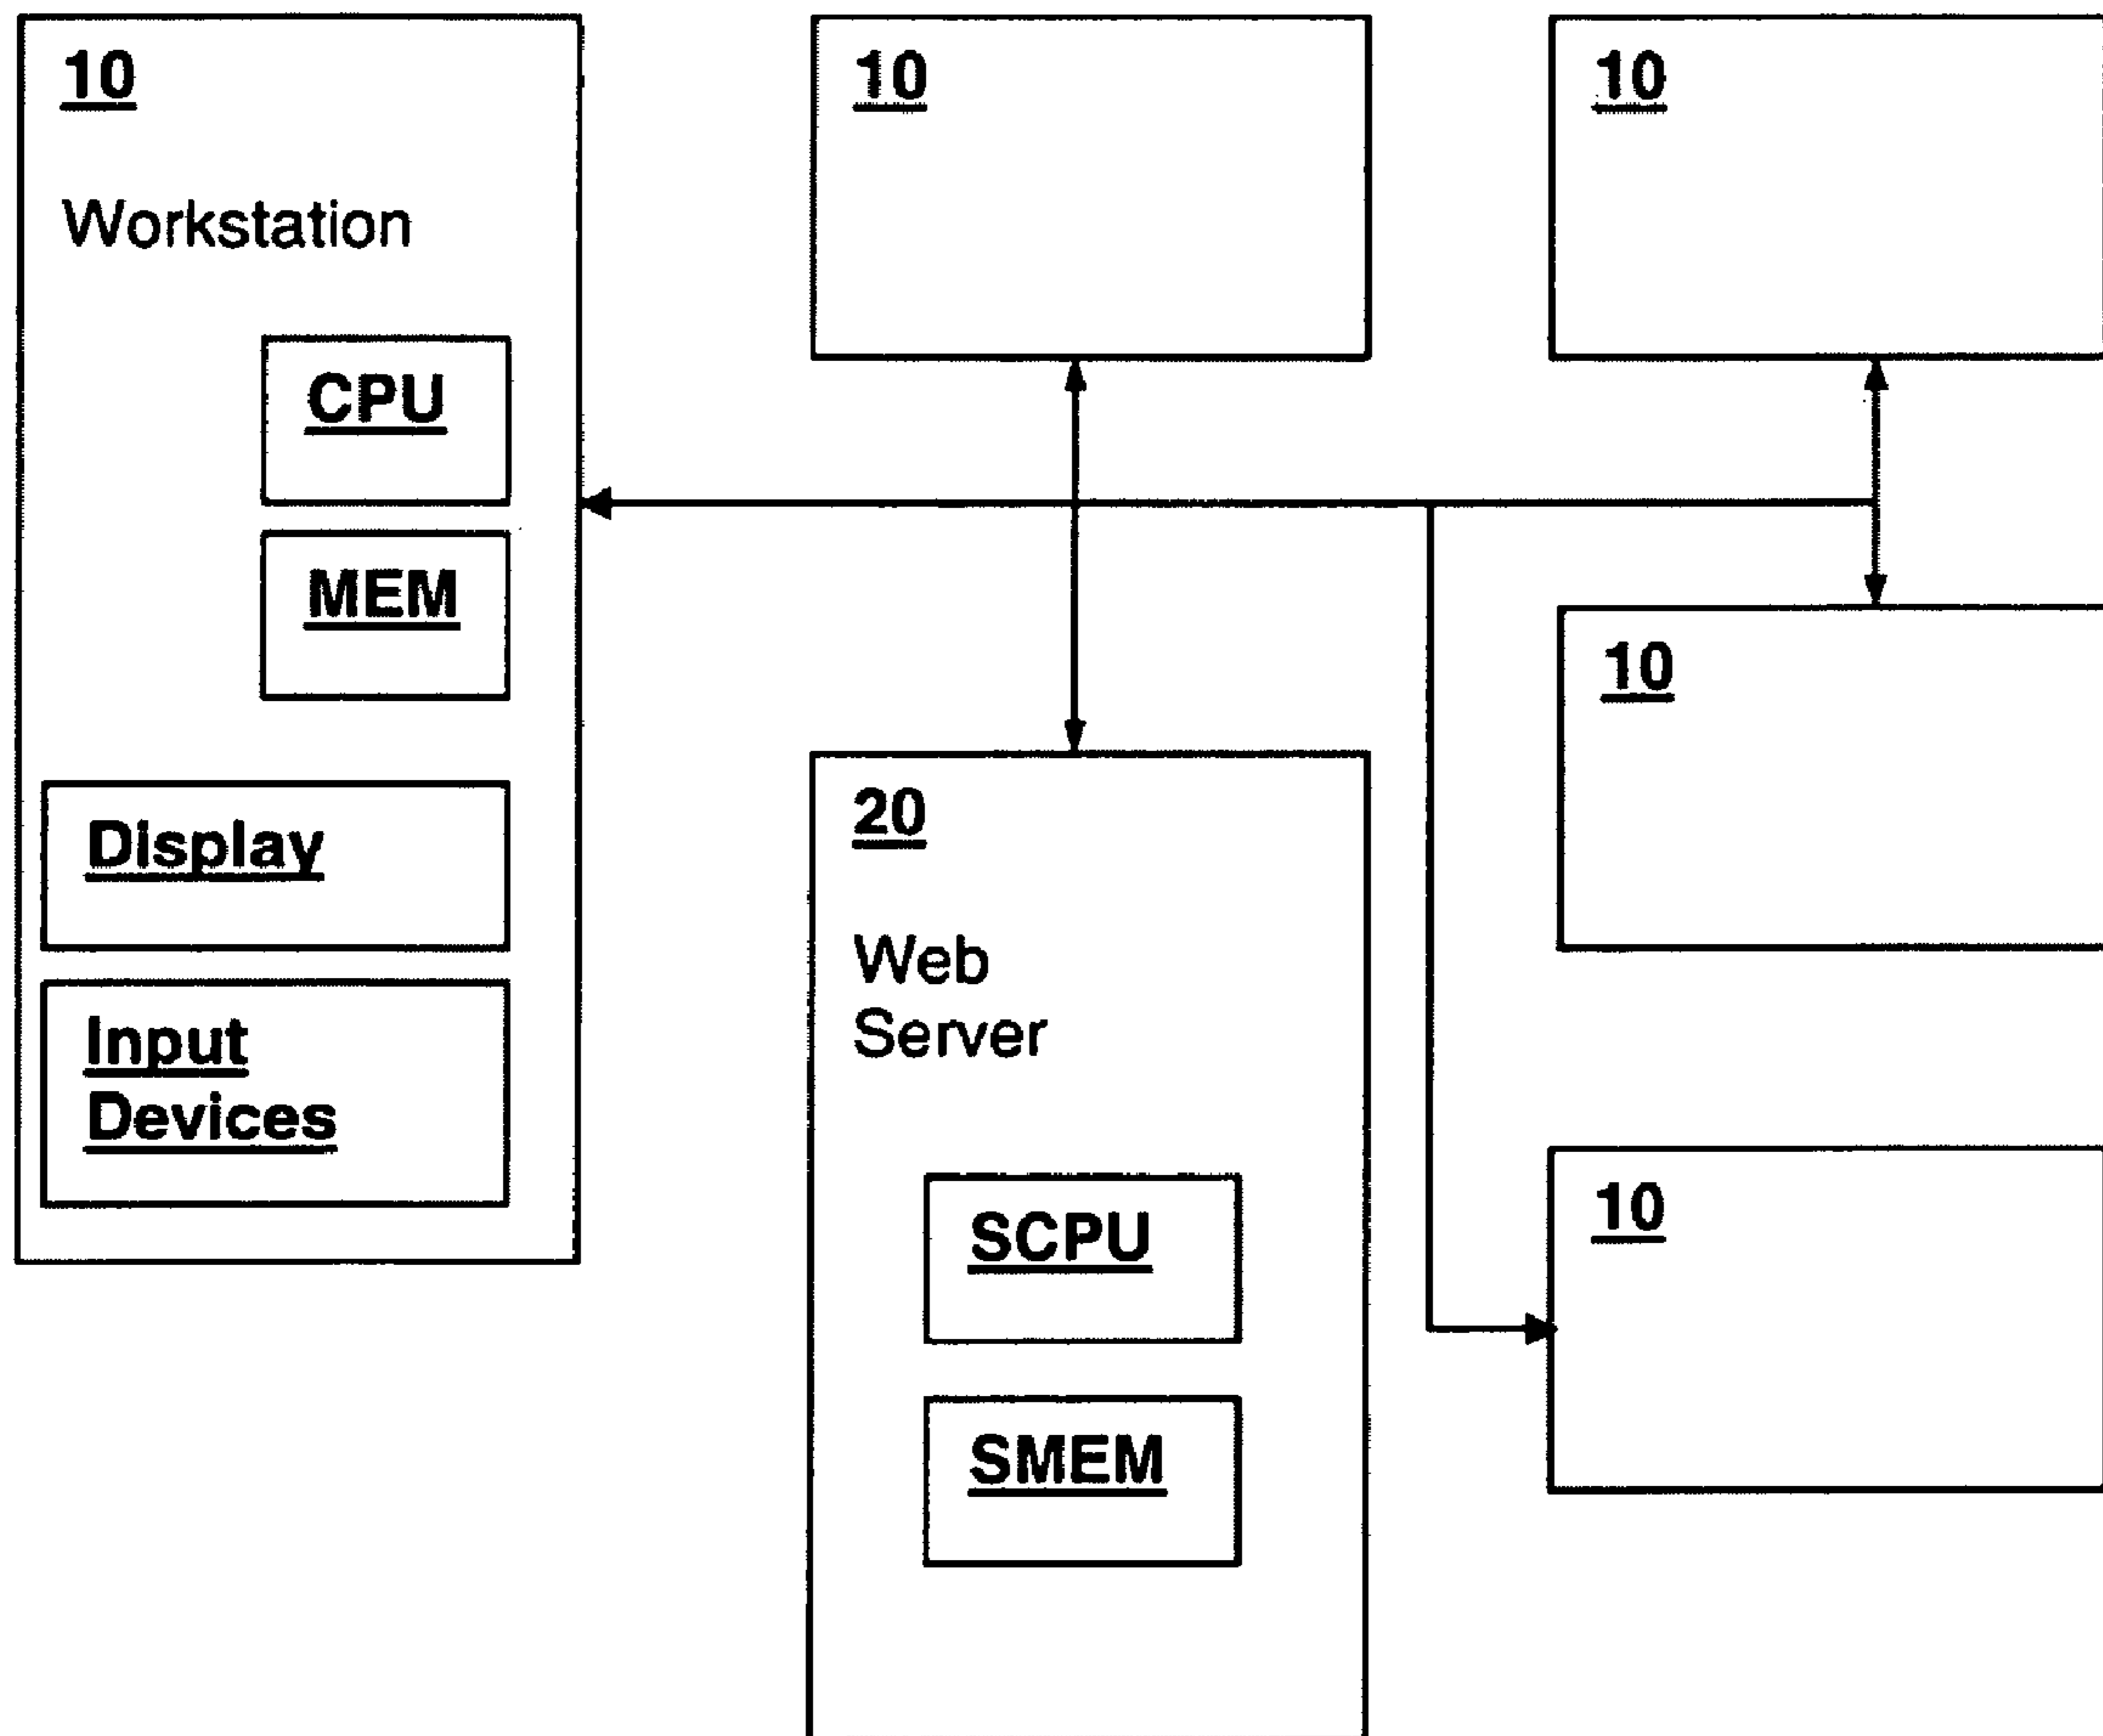 10
Workstation
CPU
MEM
Display
Input
Devices
10
20
Web
Server
SCPU
SMEM
10
10
10